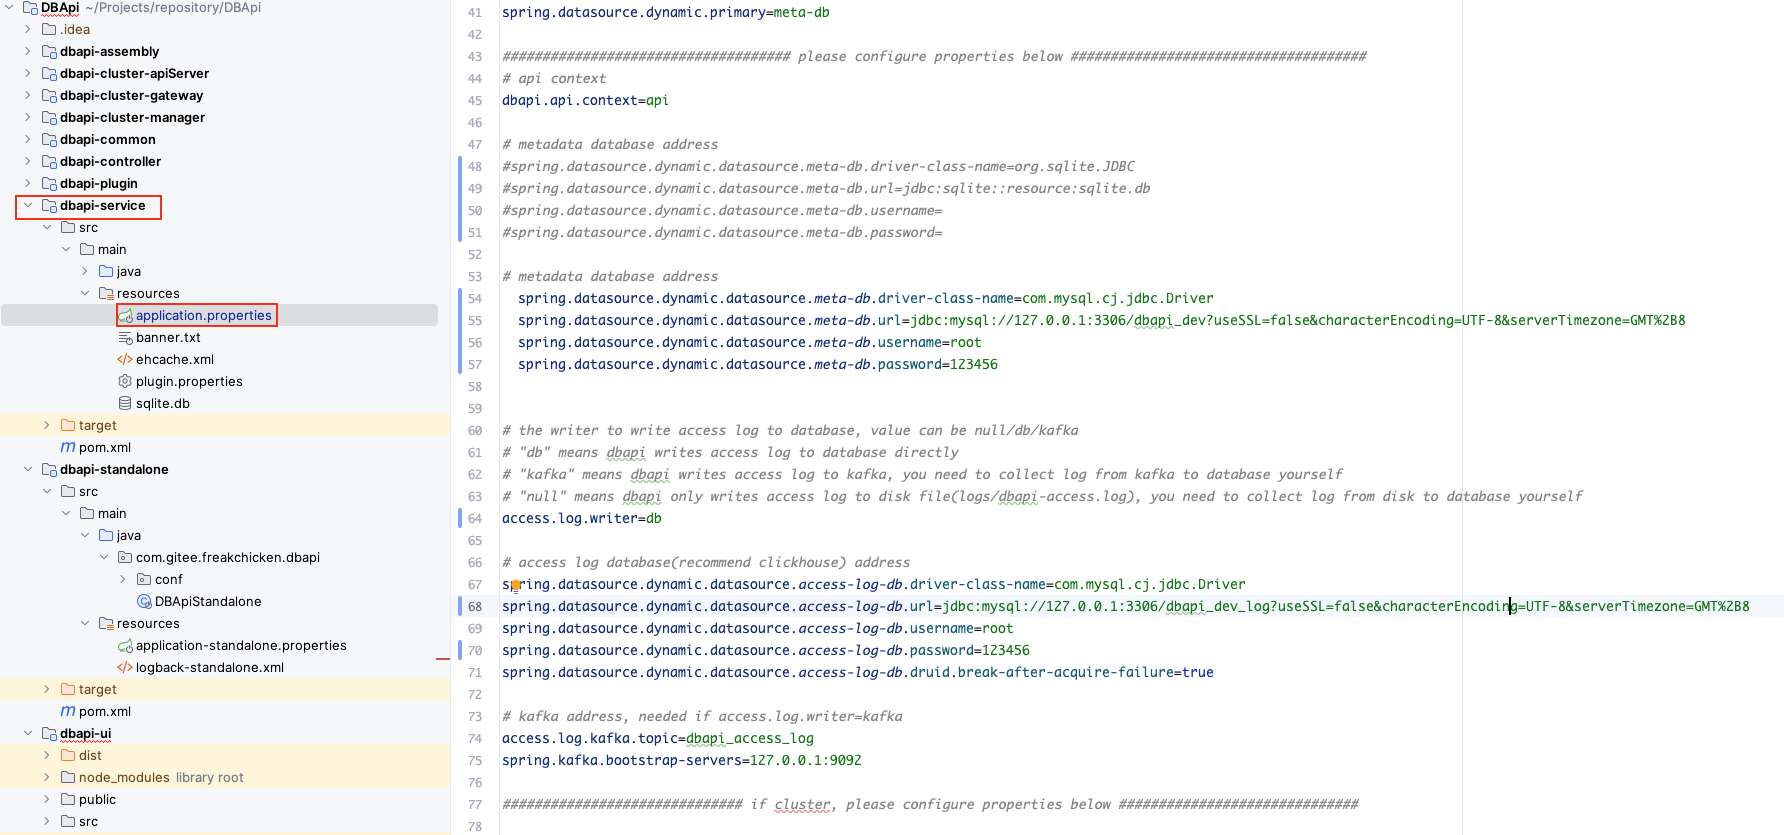 DBApi ~/Projects/repository/DBApi
.idea
dbapi-assembly
dbapi-cluster-apiServer
dbapi-cluster-gateway
dbapi-cluster-manager
dbapi-common
dbapi-controller
dbapi-plugin
dbapi-service
src
main
java
resources
application.properties
banner.txt
ehcache.xml
plugin.properties
sqlite.db
target
pom.xml
dbapi-standalone
src
main
java
com.gitee.freakchicken.dbapi
conf
DBApiStandalone
resources
application-standalone.properties
logback-standalone.xml
target
pom.xml
dbapi-ui
dist
node_modules library root
public
src
41 spring.datasource.dynamic.primary=meta-db
42
43 #################################### please configure properties below #####################################
44 # api context
45 dbapi.api.context=api
46
47 # metadata database address
48 #spring.datasource.dynamic.datasource.meta-db.driver-class-name=org.sqlite.JDBC
49 #spring.datasource.dynamic.datasource.meta-db.url=jdbc:sqlite::resource:sqlite.db
50 #spring.datasource.dynamic.datasource.meta-db.username=
51 #spring.datasource.dynamic.datasource.meta-db.password=
52
53 # metadata database address
54 spring.datasource.dynamic.datasource.meta-db.driver-class-name=com.mysql.cj.jdbc.Driver
55 spring.datasource.dynamic.datasource.meta-db.url=jdbc:mysql://127.0.0.1:3306/dbapi_dev?useSSL=false&characterEncoding=UTF-8&serverTimezone=GMT%2B8
56 spring.datasource.dynamic.datasource.meta-db.username=root
57 spring.datasource.dynamic.datasource.meta-db.password=123456
58
59
60 # the writer to write access log to database, value can be null/db/kafka
61 # "db" means dbapi writes access log to database directly
62 # "kafka" means dbapi writes access log to kafka, you need to collect log from kafka to database yourself
63 # "null" means dbapi only writes access log to disk file(logs/dbapi-access.log), you need to collect log from disk to database yourself
64 access.log.writer=db
65
66 # access log database(recommend clickhouse) address
67 spring.datasource.dynamic.datasource.access-log-db.driver-class-name=com.mysql.cj.jdbc.Driver
68 spring.datasource.dynamic.datasource.access-log-db.url=jdbc:mysql://127.0.0.1:3306/dbapi_dev_log?useSSL=false&characterEncoding=UTF-8&serverTimezone=GMT%2B8
69 spring.datasource.dynamic.datasource.access-log-db.username=root
70 spring.datasource.dynamic.datasource.access-log-db.password=123456
71 spring.datasource.dynamic.datasource.access-log-db.druid.break-after-acquire-failure=true
72
73 # kafka address, needed if access.log.writer=kafka
74 access.log.kafka.topic=dbapi_access_log
75 spring.kafka.bootstrap-servers=127.0.0.1:9092
76
77 ############################## if cluster, please configure properties below ##############################
78